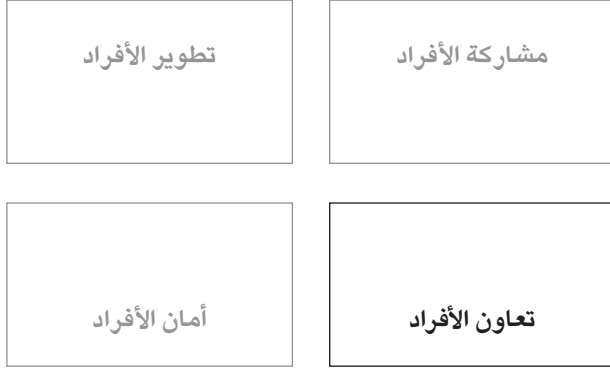 مشاركة الأفراد
تطوير الأفراد
تعاون الأفراد
أمان الأفراد